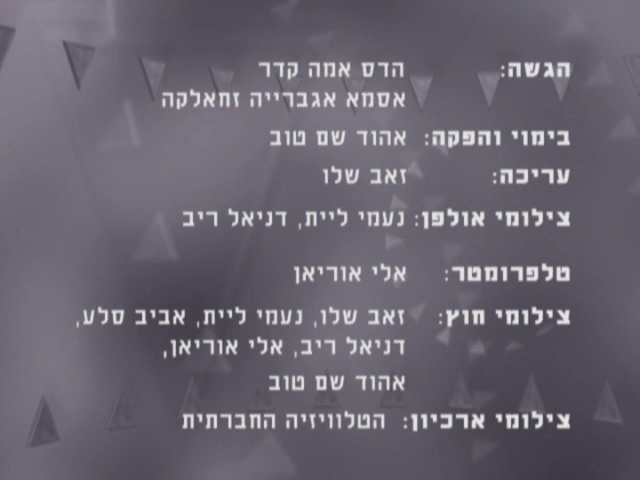 הגשה: הדס אמה קדר
אסמא אגברייה זחאלקה
בימוי והפקה: אהוד שם טוב
עריכה: זאב שלו
צילומי אולפן: נעמי ליית, דניאל ריב
טלפרומטר: אלי אוריאן
צילומי חוץ: זאב שלו, נעמי ליית, אביב סלע,
דניאל ריב, אלי אוריאן,
אהוד שם טוב
צילומי ארכיון: הטלוויזיה החברתית